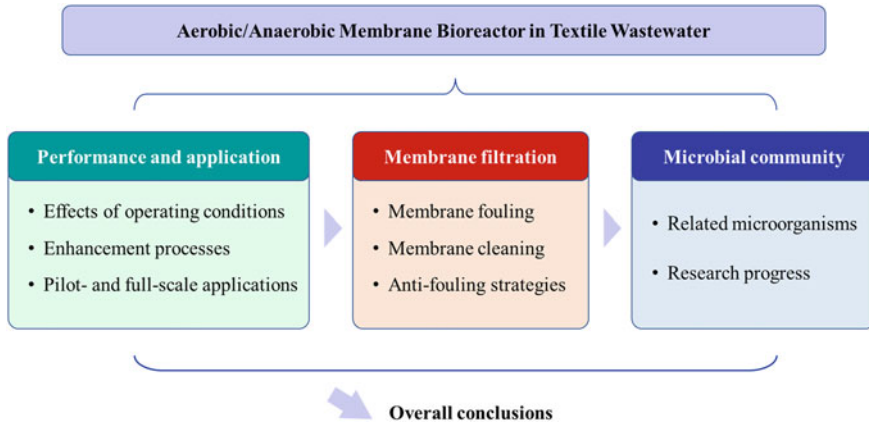 Aerobic/Anaerobic Membrane Bioreactor in Textile Wastewater
Performance and application
• Effects of operating conditions
• Enhancement processes
• Pilot- and full-scale applications
Membrane filtration
• Membrane fouling
• Membrane cleaning
• Anti-fouling strategies
Microbial community
• Related microorganisms
• Research progress
Overall conclusions